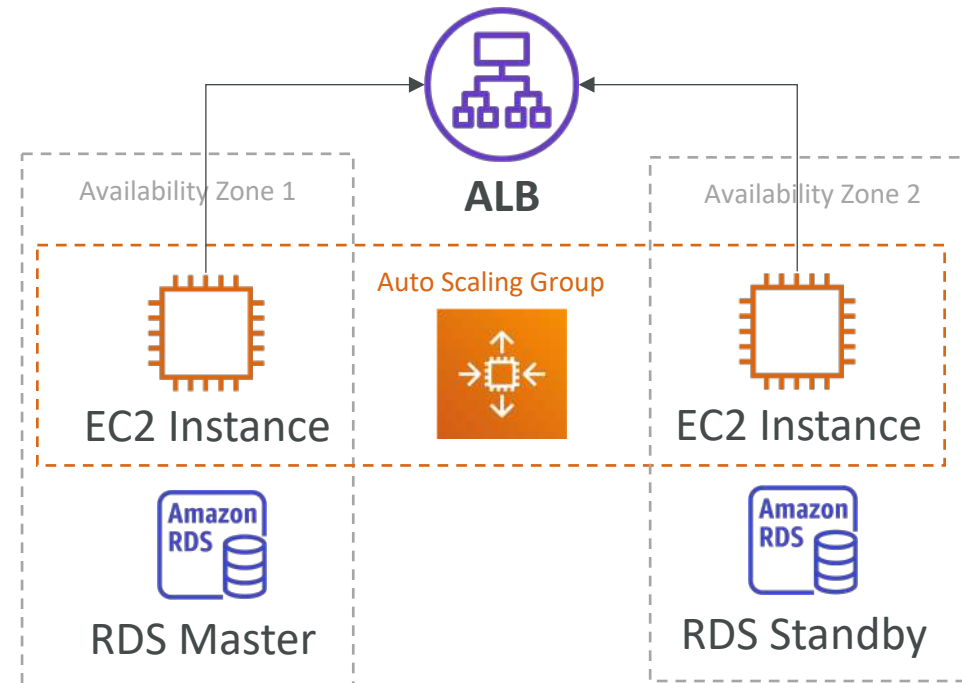 ALB
Availability Zone 1
Availability Zone 2
Auto Scaling Group
EC2 Instance
EC2 Instance
Amazon
RDS
RDS Master
Amazon
RDS
RDS Standby